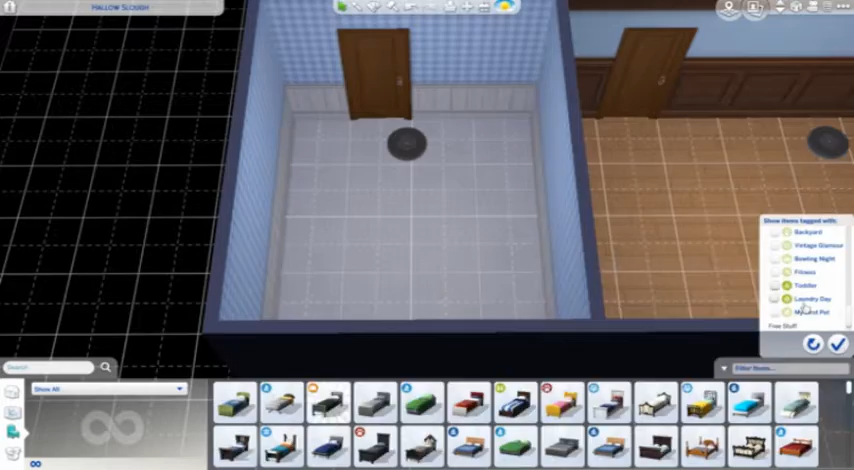 HALLOW SLOUGH
Show items tagged with:
Backyard
Vintage Glamour
Bowling Night
Fitness
Toddler
Laundry Day
My First Pet
Free Stuff
Search
Filter Items...
Show All